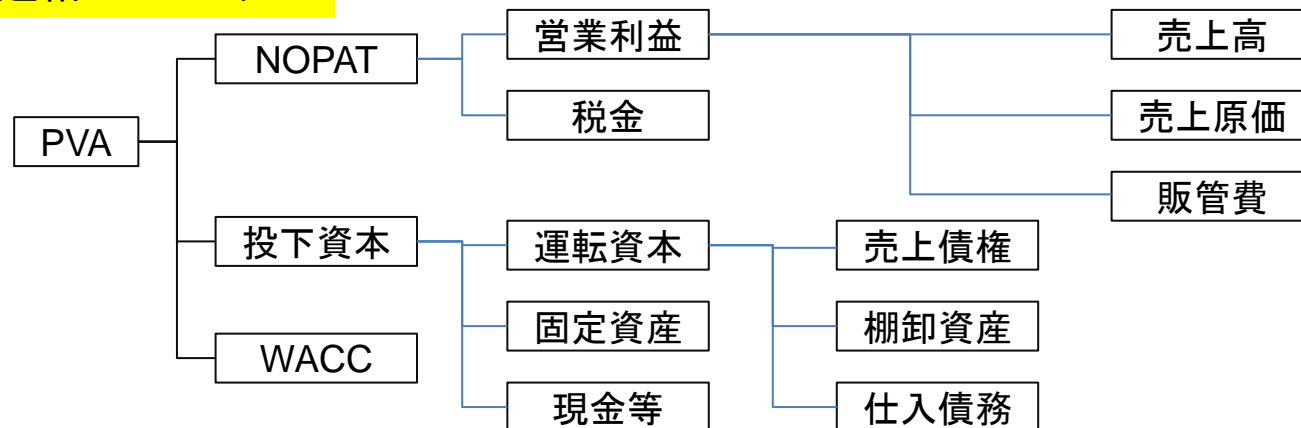 PVA
NOPAT
営業利益
売上高
税金
売上原価
販管費
投下資本
運転資本
売上債権
固定資産
棚卸資産
WACC
現金等
仕入債務